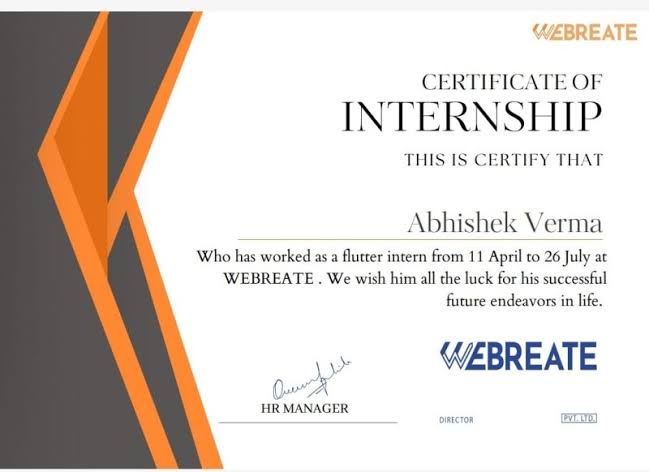 WEBREATE
CERTIFICATE OF
INTERNSHIP
THIS IS CERTIFY THAT
Abhishek Verma
Who has worked as a flutter intern from 11 April to 26 July at
WEBREATE . We wish him all the luck for his successful
future endeavors in life.
WEBREATE
HR MANAGER
DIRECTOR
PVT. LTD.